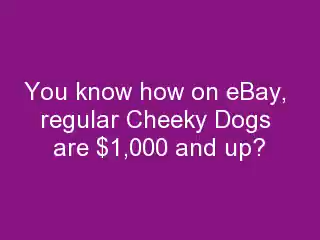 You know how on eBay,
regular Cheeky Dogs
are $1,000 and up?